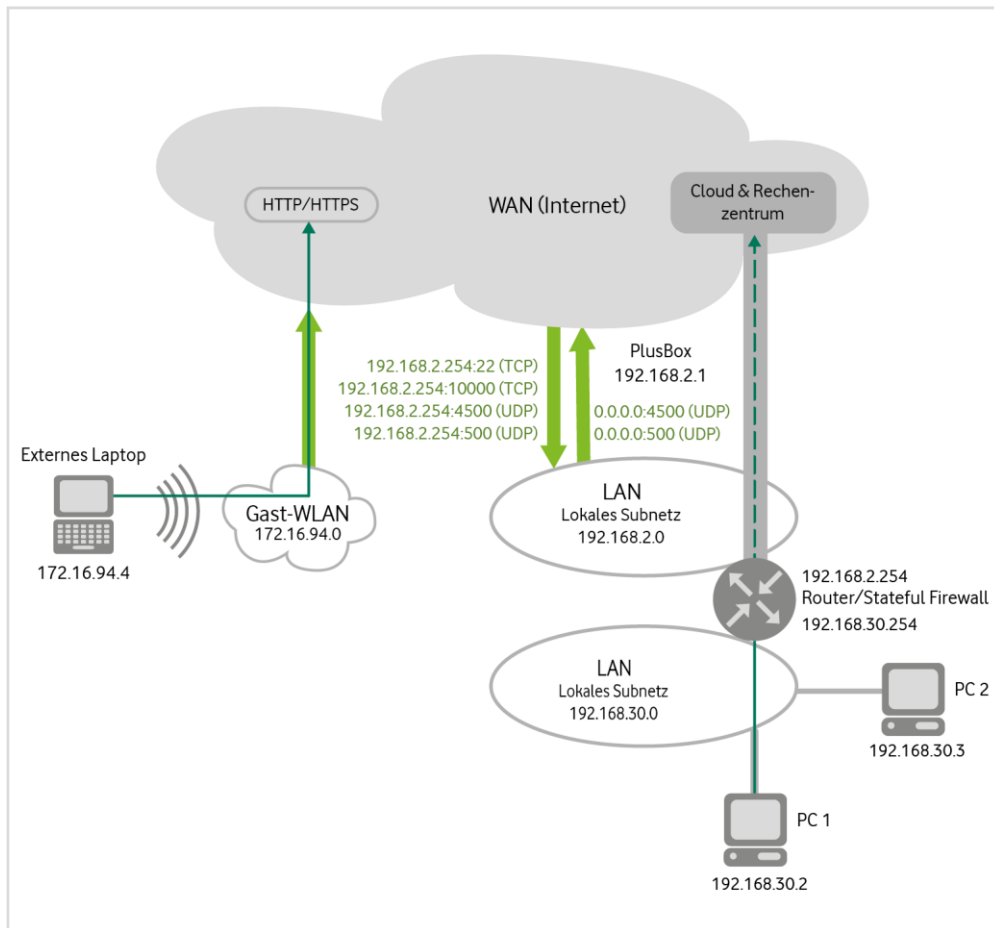 HTTP/HTTPS
WAN (Internet)
Cloud & Rechen-
zentrum
192.168.2.254:22 (TCP)
192.168.2.254:10000 (TCP)
192.168.2.254:4500 (UDP)
192.168.2.254:500 (UDP)
PlusBox
192.168.2.1
0.0.0.0:4500 (UDP)
0.0.0.0:500 (UDP)
Externes Laptop
172.16.94.4
Gast-WLAN
172.16.94.0
LAN
Lokales Subnetz
192.168.2.0
192.168.2.254
Router/Stateful Firewall
192.168.30.254
LAN
Lokales Subnetz
192.168.30.0
PC 2
192.168.30.3
PC 1
192.168.30.2